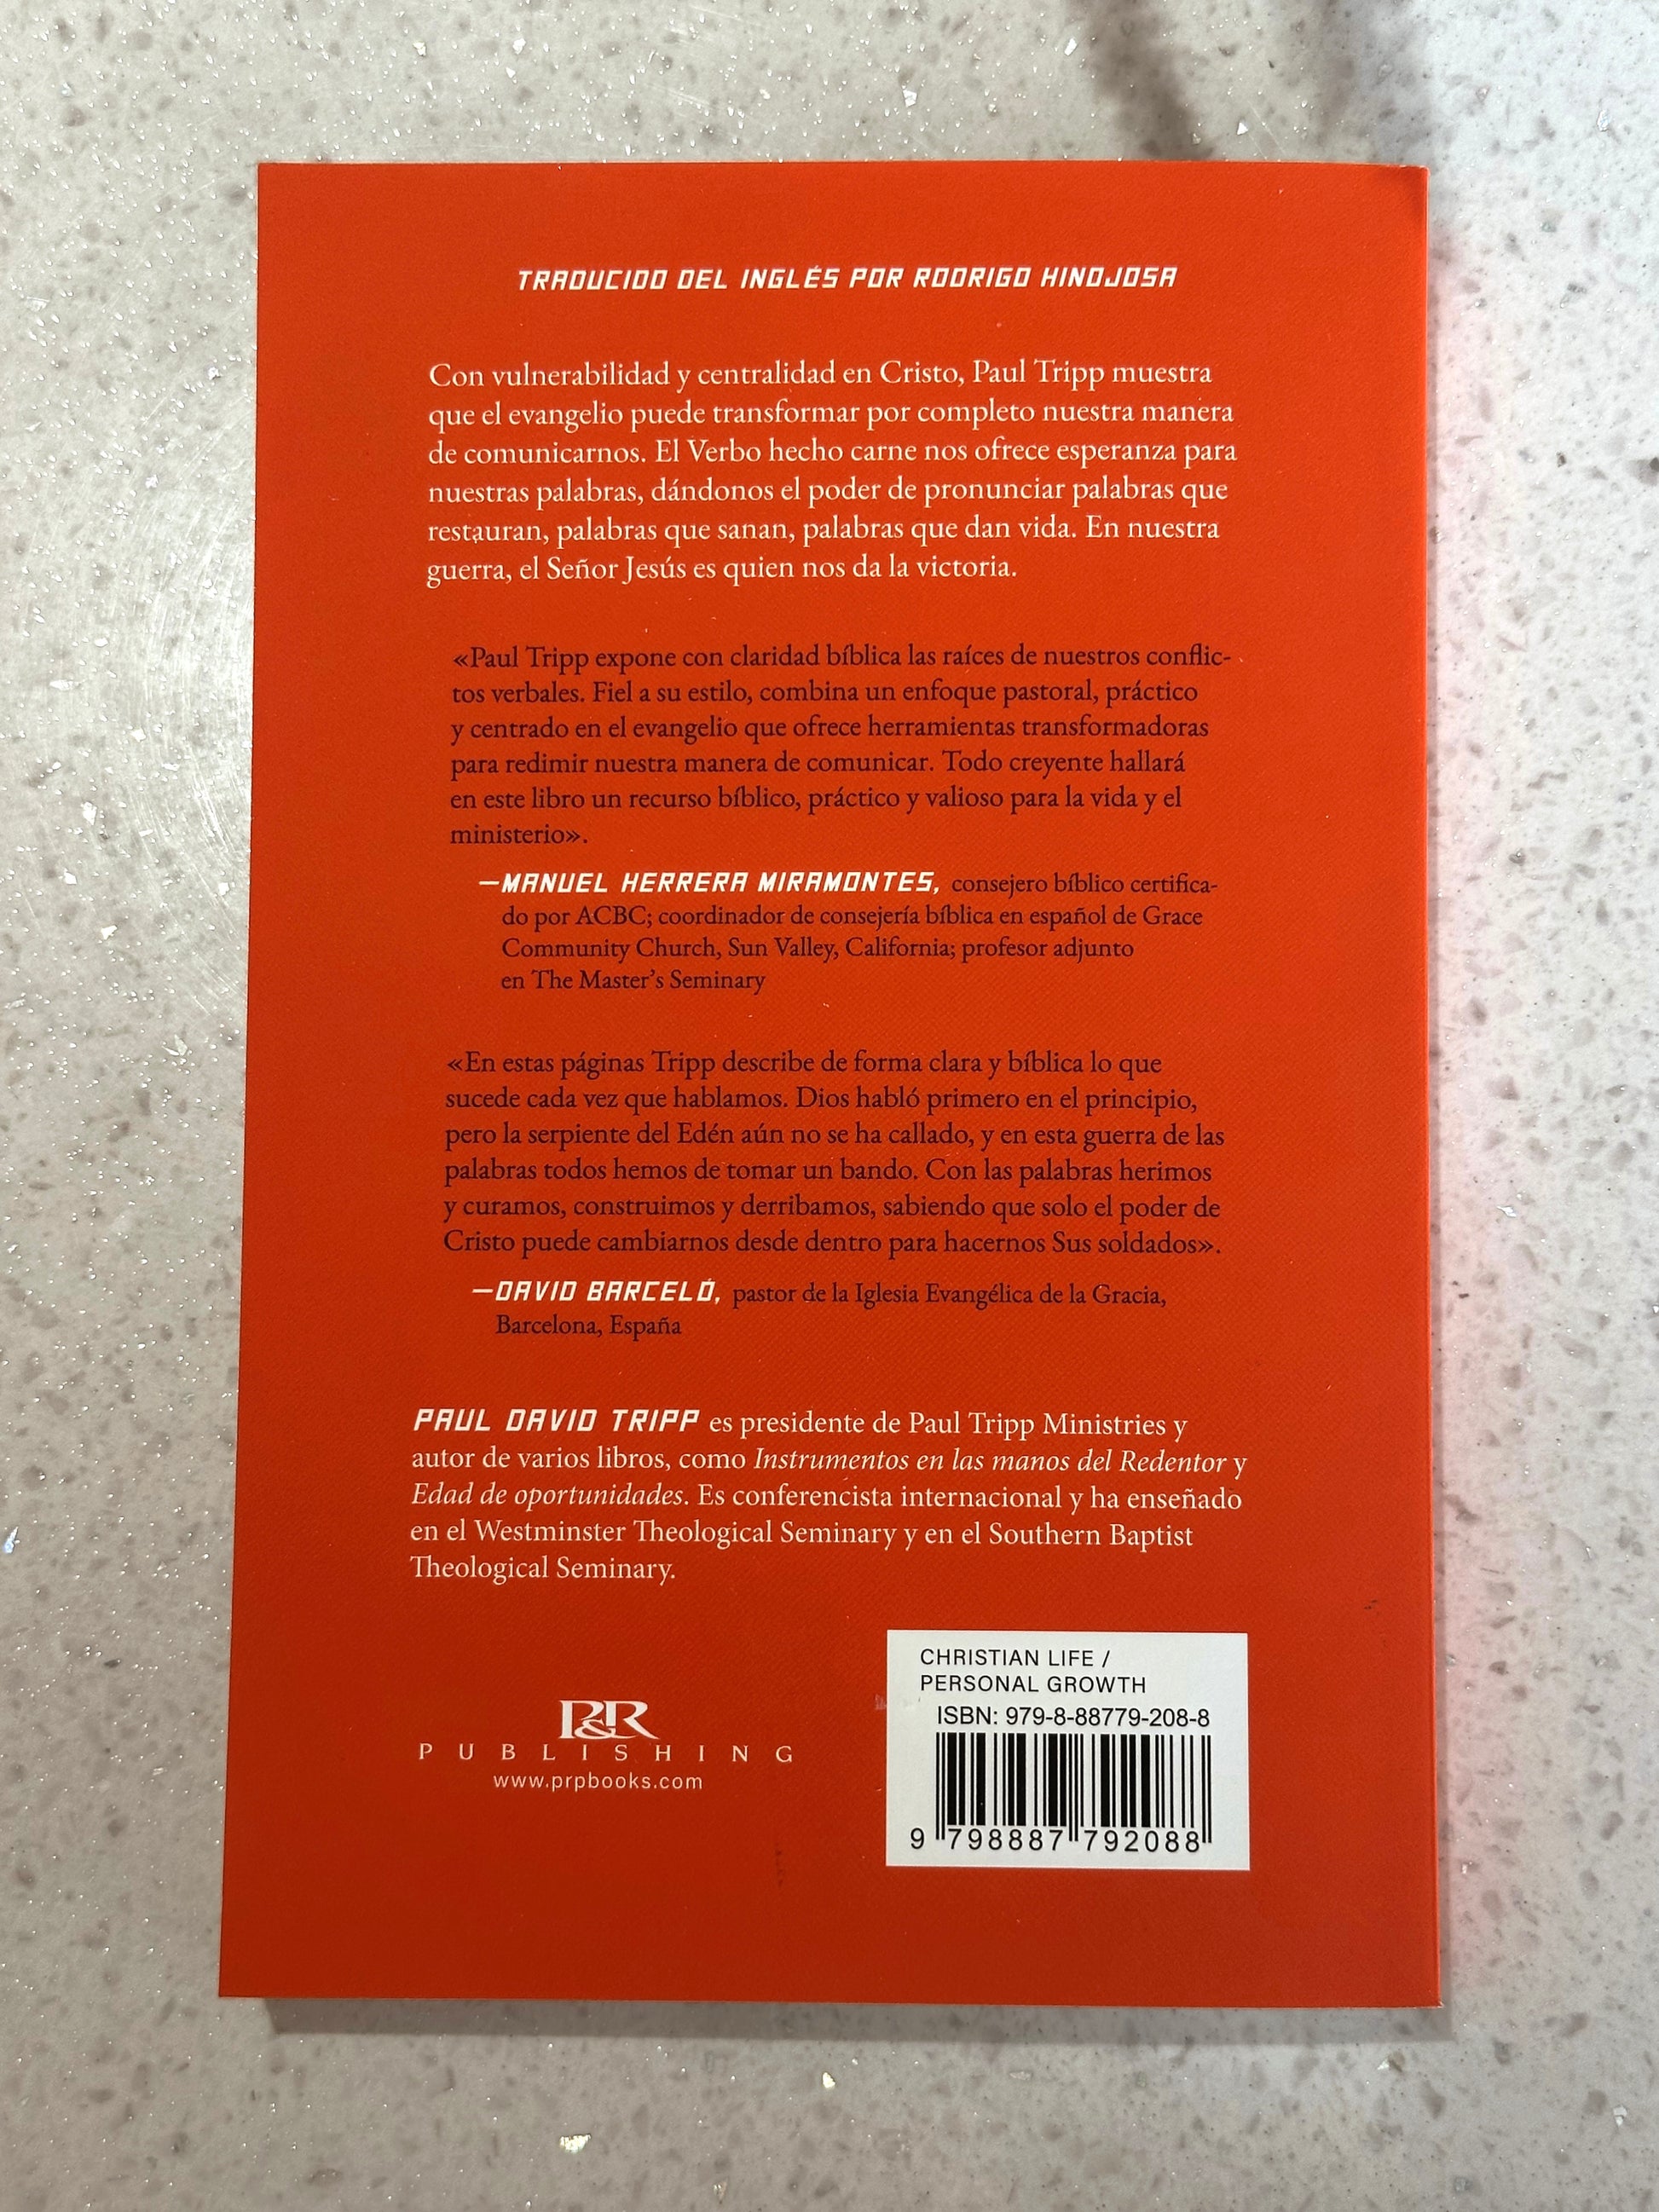 TRADUCIDO DEL INGLÉS POR RODRIGO HINOJOSA
Con vulnerabilidad y centralidad en Cristo, Paul Tripp muestra
que el evangelio puede transformar por completo nuestra manera
de comunicarnos. El Verbo hecho carne nos ofrece esperanza para
nuestras palabras, dándonos el poder de pronunciar palabras que
restauran, palabras que sanan, palabras que dan vida. En nuestra
guerra, el Señor Jesús es quien nos da la victoria.
«Paul Tripp expone con claridad bíblica las raíces de nuestros conflic-
tos verbales. Fiel a su estilo, combina un enfoque pastoral, práctico
y centrado en el evangelio que ofrece herramientas transformadoras
para redimir nuestra manera de comunicar. Todo creyente hallará
en este libro un recurso bíblico, práctico y valioso para la vida y el
ministerio».
—MANUEL HERRERA MIRAMONTES, consejero bíblico certifica-
do por ACBC; coordinador de consejería bíblica en español de Grace
Community Church, Sun Valley, California; profesor adjunto
en The Master's Seminary
«En estas páginas Tripp describe de forma clara y bíblica lo que
sucede cada vez que hablamos. Dios habló primero en el principio,
pero la serpiente del Edén aún no se ha callado, y en esta guerra de las
palabras todos hemos de tomar un bando. Con las palabras herimos
y curamos, construimos y derribamos, sabiendo que solo el poder de
Cristo puede cambiarnos desde dentro para hacernos Sus soldados».
—DAVID BARCELÓ, pastor de la Iglesia Evangélica de la Gracia,
Barcelona, España
PAUL DAVID TRIPP es presidente de Paul Tripp Ministries y
autor de varios libros, como Instrumentos en las manos del Redentor y
Edad de oportunidades. Es conferencista internacional y ha enseñado
en el Westminster Theological Seminary y en el Southern Baptist
Theological Seminary.
P&R
PUBLISHING
www.prpbooks.com
CHRISTIAN LIFE /
PERSONAL GROWTH
ISBN: 979-8-88779-208-8
9 798887 792088